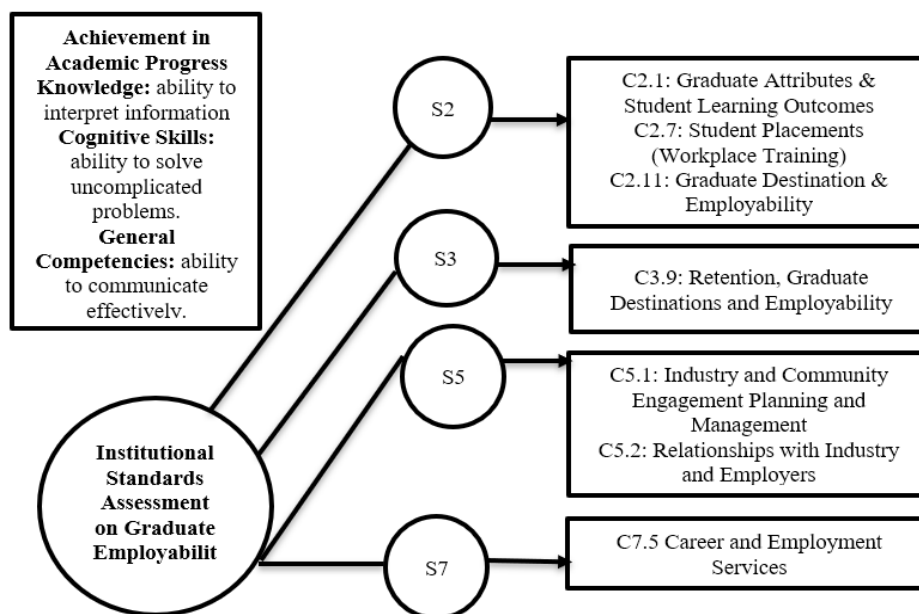 Achievement in
Academic Progress
Knowledge: ability to
interpret information
Cognitive Skills:
ability to solve
uncomplicated
problems.
General
Competencies: ability
to communicate
effectively.
S2
C2.1: Graduate Attributes &
Student Learning Outcomes
C2.7: Student Placements
(Workplace Training)
C2.11: Graduate Destination &
Employability
S3
C3.9: Retention, Graduate
Destinations and Employability
S5
C5.1: Industry and Community
Engagement Planning and
Management
C5.2: Relationships with Industry
and Employers
Institutional
Standards
Assessment
on Graduate
Employabilit
S7
C7.5 Career and Employment
Services